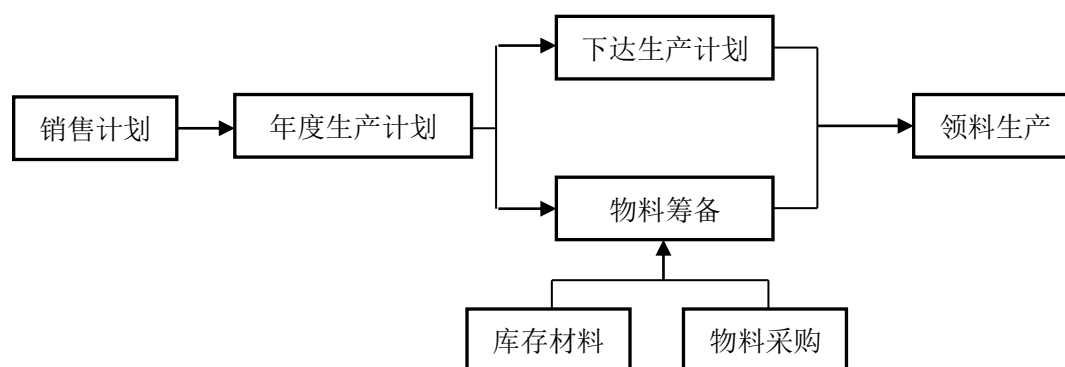 下达生产计划
销售计划
年度生产计划
领料生产
物料筹备
库存材料
物料采购